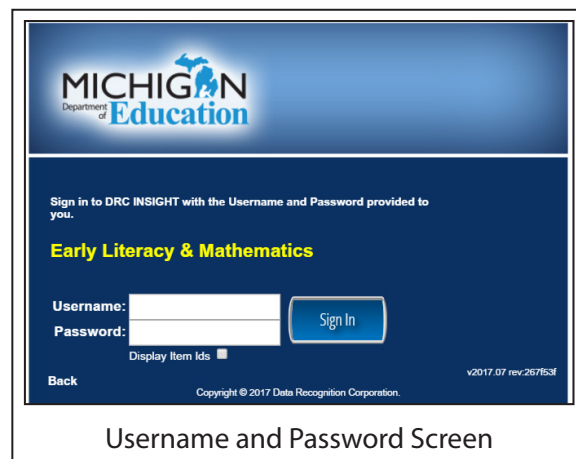 MICHIGAN
Department of Education
Sign in to DRC INSIGHT with the Username and Password provided to
you.
Early Literacy & Mathematics
Username:
Sign In
Password:
Display Item Ids
Back
v2017.07 rev:267f53f
Copyright © 2017 Data Recognition Corporation.
Username and Password Screen